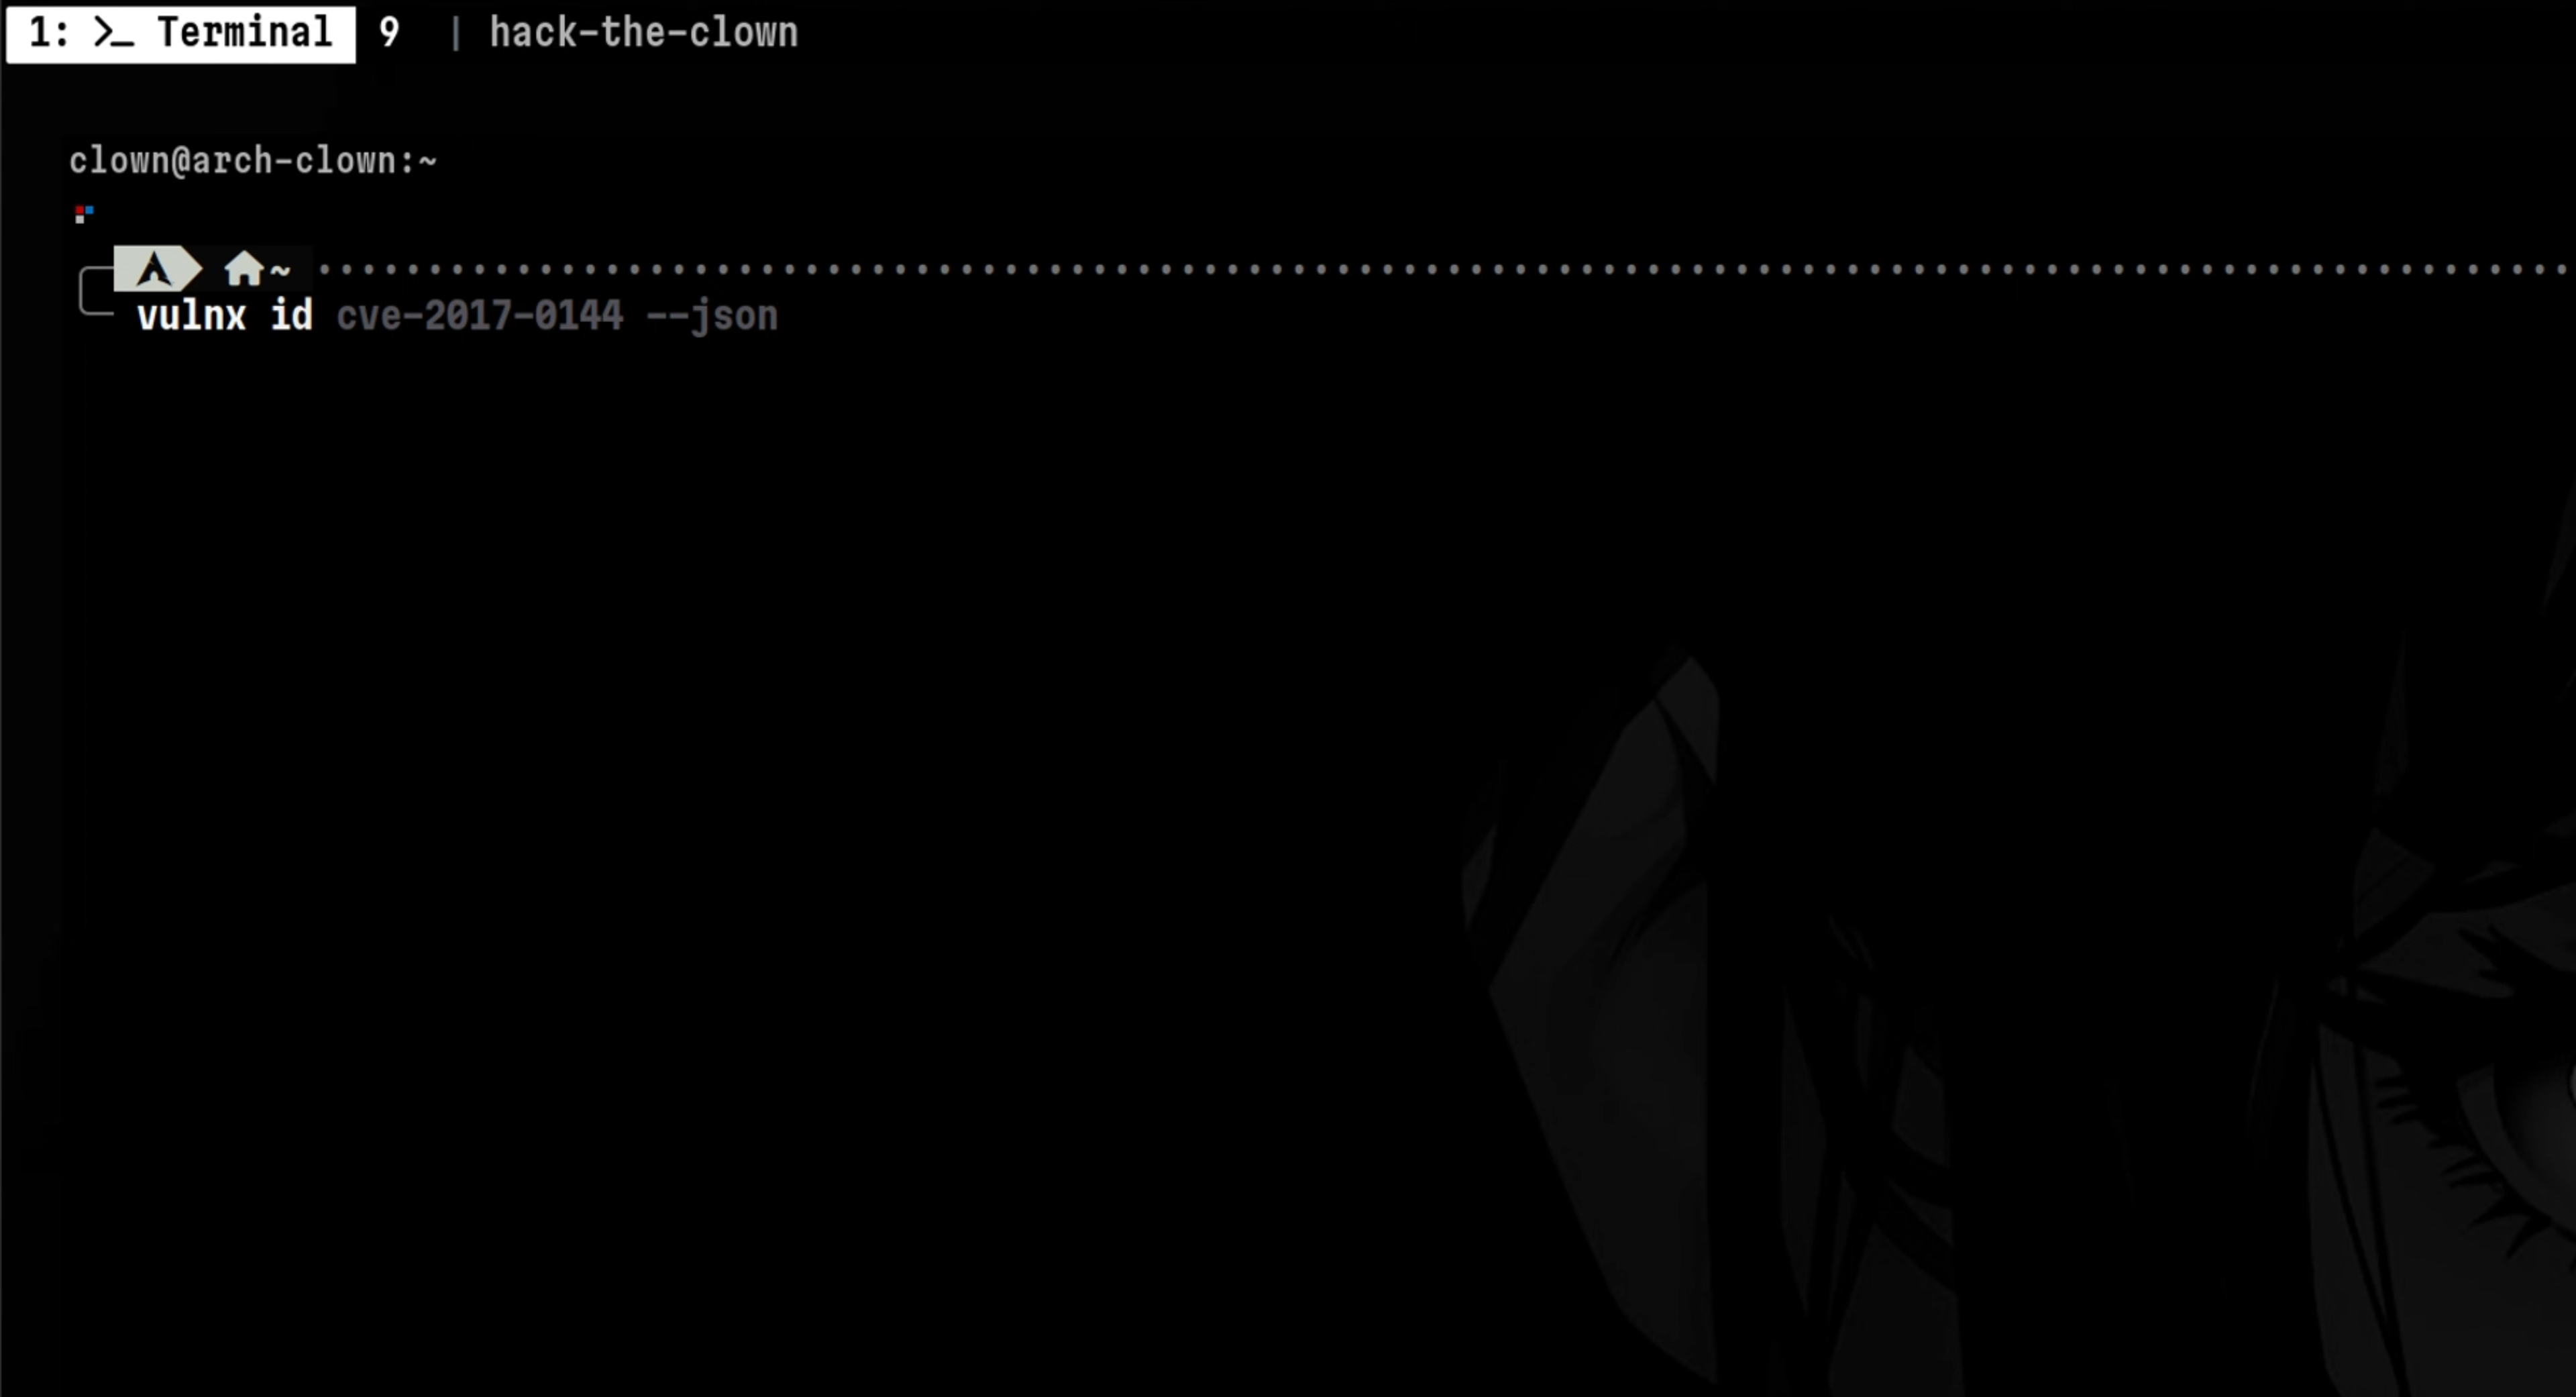 1: >_ Terminal 9 | hack-the-clown
clown@arch-clown:~
~
vulnx id cve-2017-0144 --json